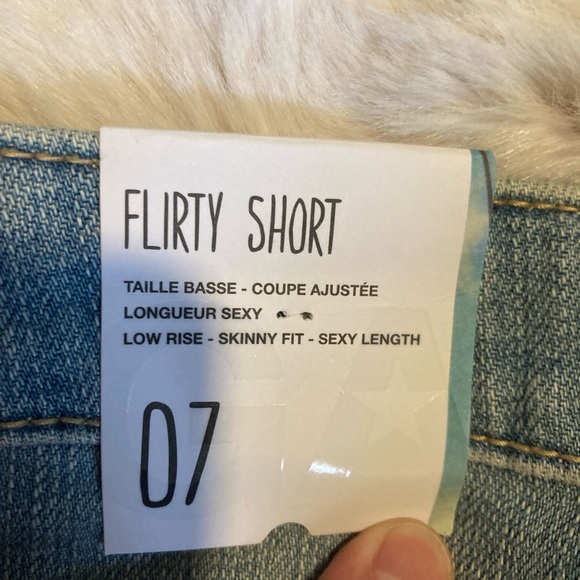 FLIRTY SHORT
TAILLE BASSE - COUPE AJUSTÉE
LONGUEUR SEXY
LOW RISE - SKINNY FIT - SEXY LENGTH
07